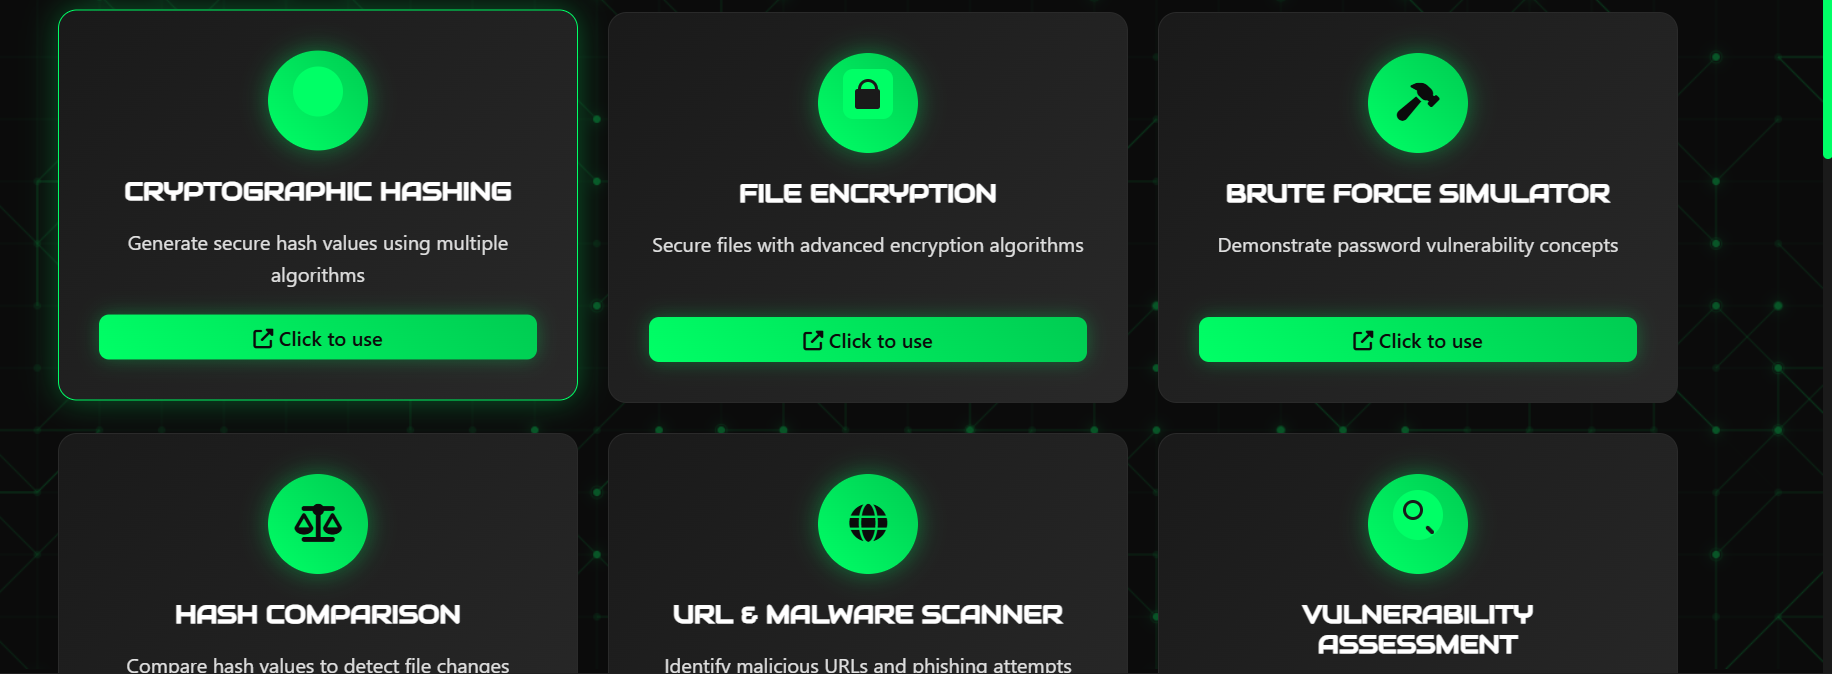 CRYPTOGRAPHIC HASHING
Generate secure hash values using multiple
algorithms
Click to use
FILE ENCRYPTION
Secure files with advanced encryption algorithms
Click to use
BRUTE FORCE SIMULATOR
Demonstrate password vulnerability concepts
Click to use
HASH COMPARISON
Compare hash values to detect file changes
URL & MALWARE SCANNER
Identify malicious URLs and phishing attempts
VULNERABILITY
ASSESSMENT